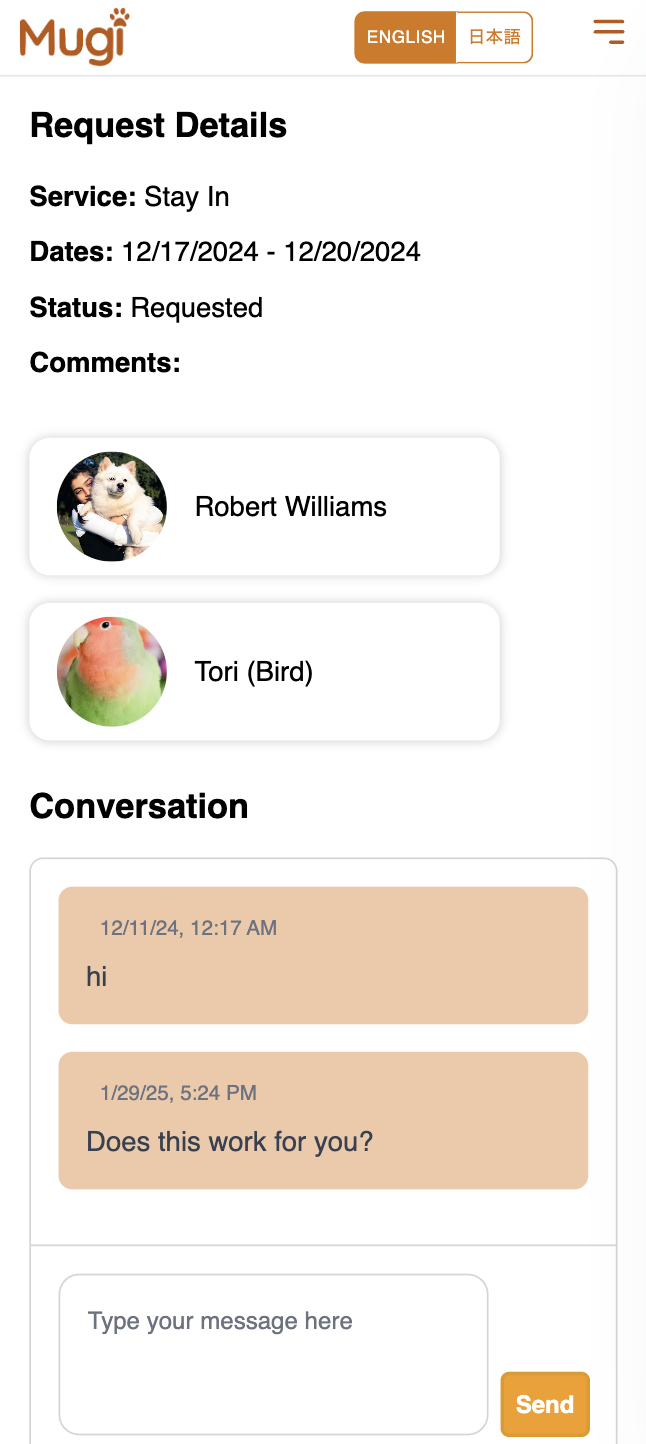 Mugi
ENGLISH 日本語
Request Details
Service: Stay In
Dates: 12/17/2024 - 12/20/2024
Status: Requested
Comments:
Robert Williams
Tori (Bird)
Conversation
12/11/24, 12:17 AM
hi
1/29/25, 5:24 PM
Does this work for you?
Type your message here
Send